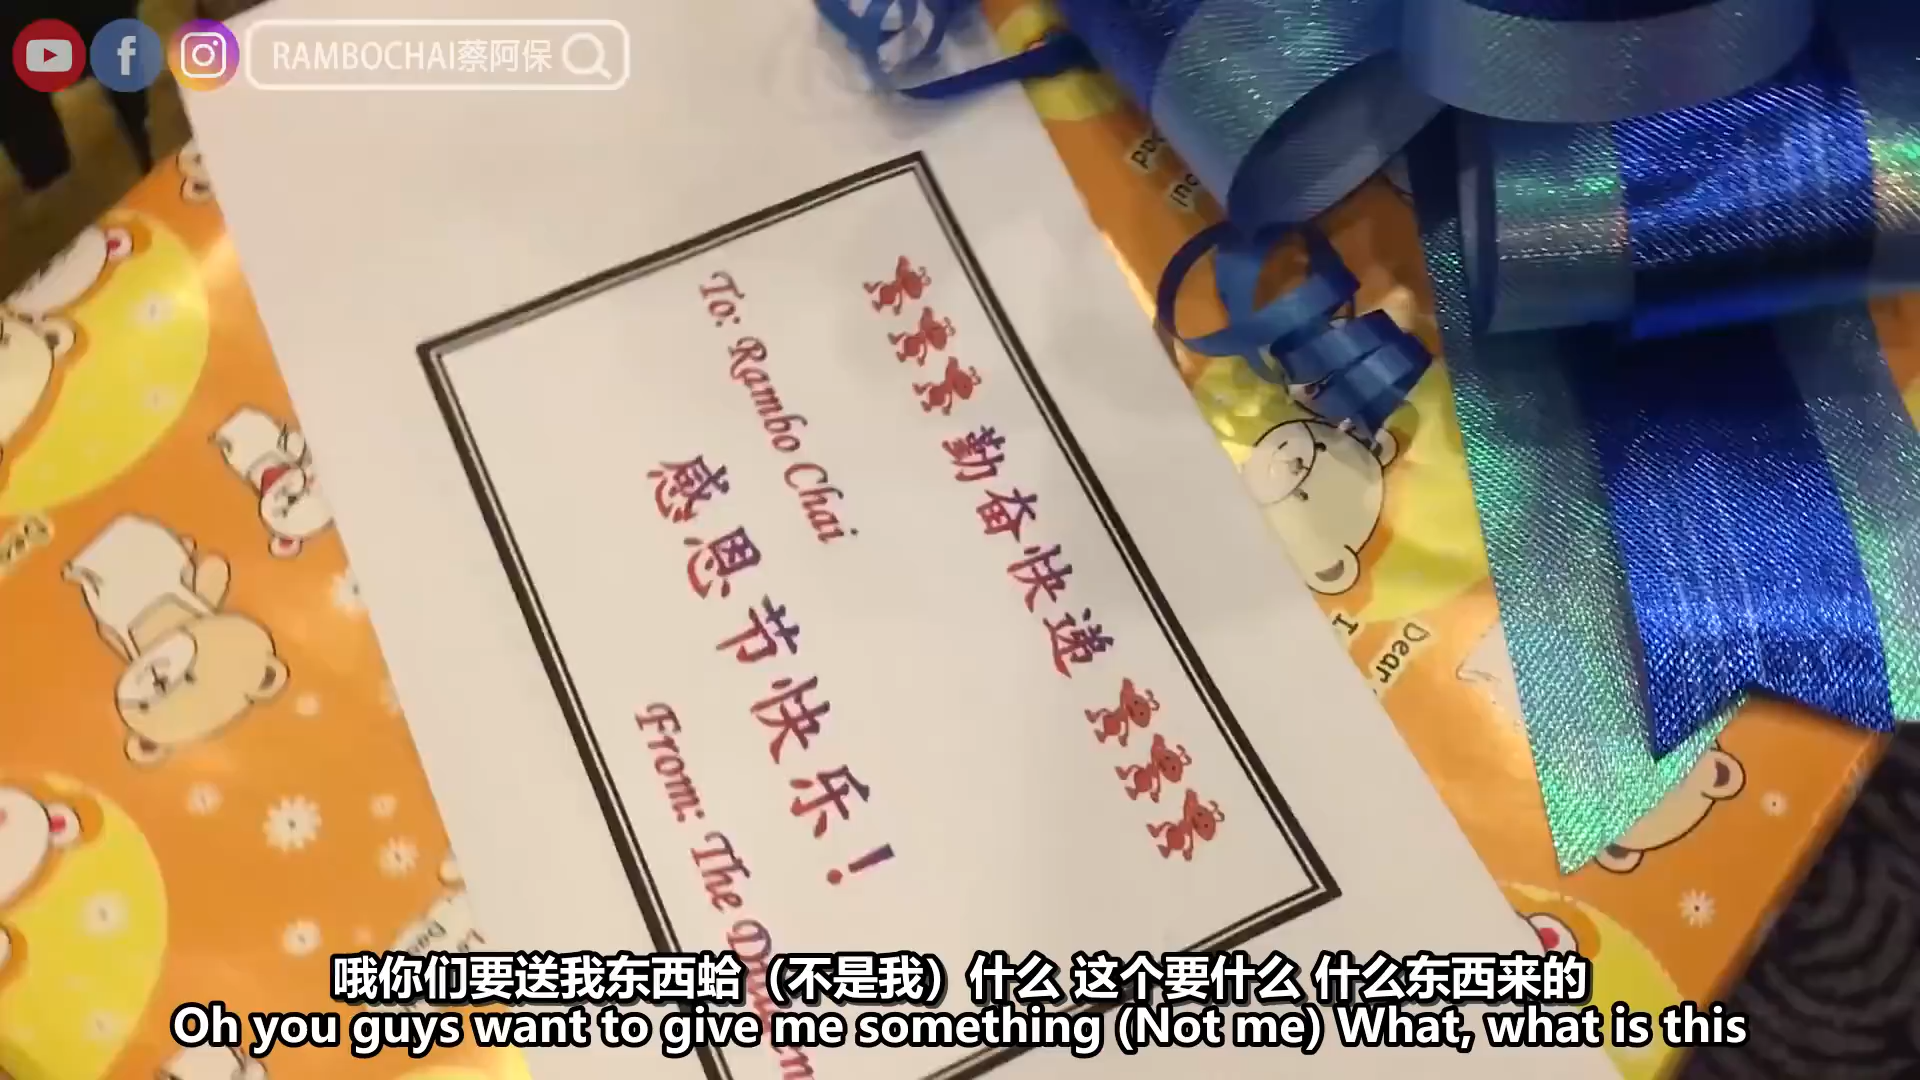 RAMBOCHAI蔡阿保
勤奋快递
To: Rambo Chai
感恩节快乐！
From: The
Dear
哦你们要送我东西蛤（不是我）什么 这个要什么 什么东西来的
Oh you guys want to give me something (Not me) What, what is this